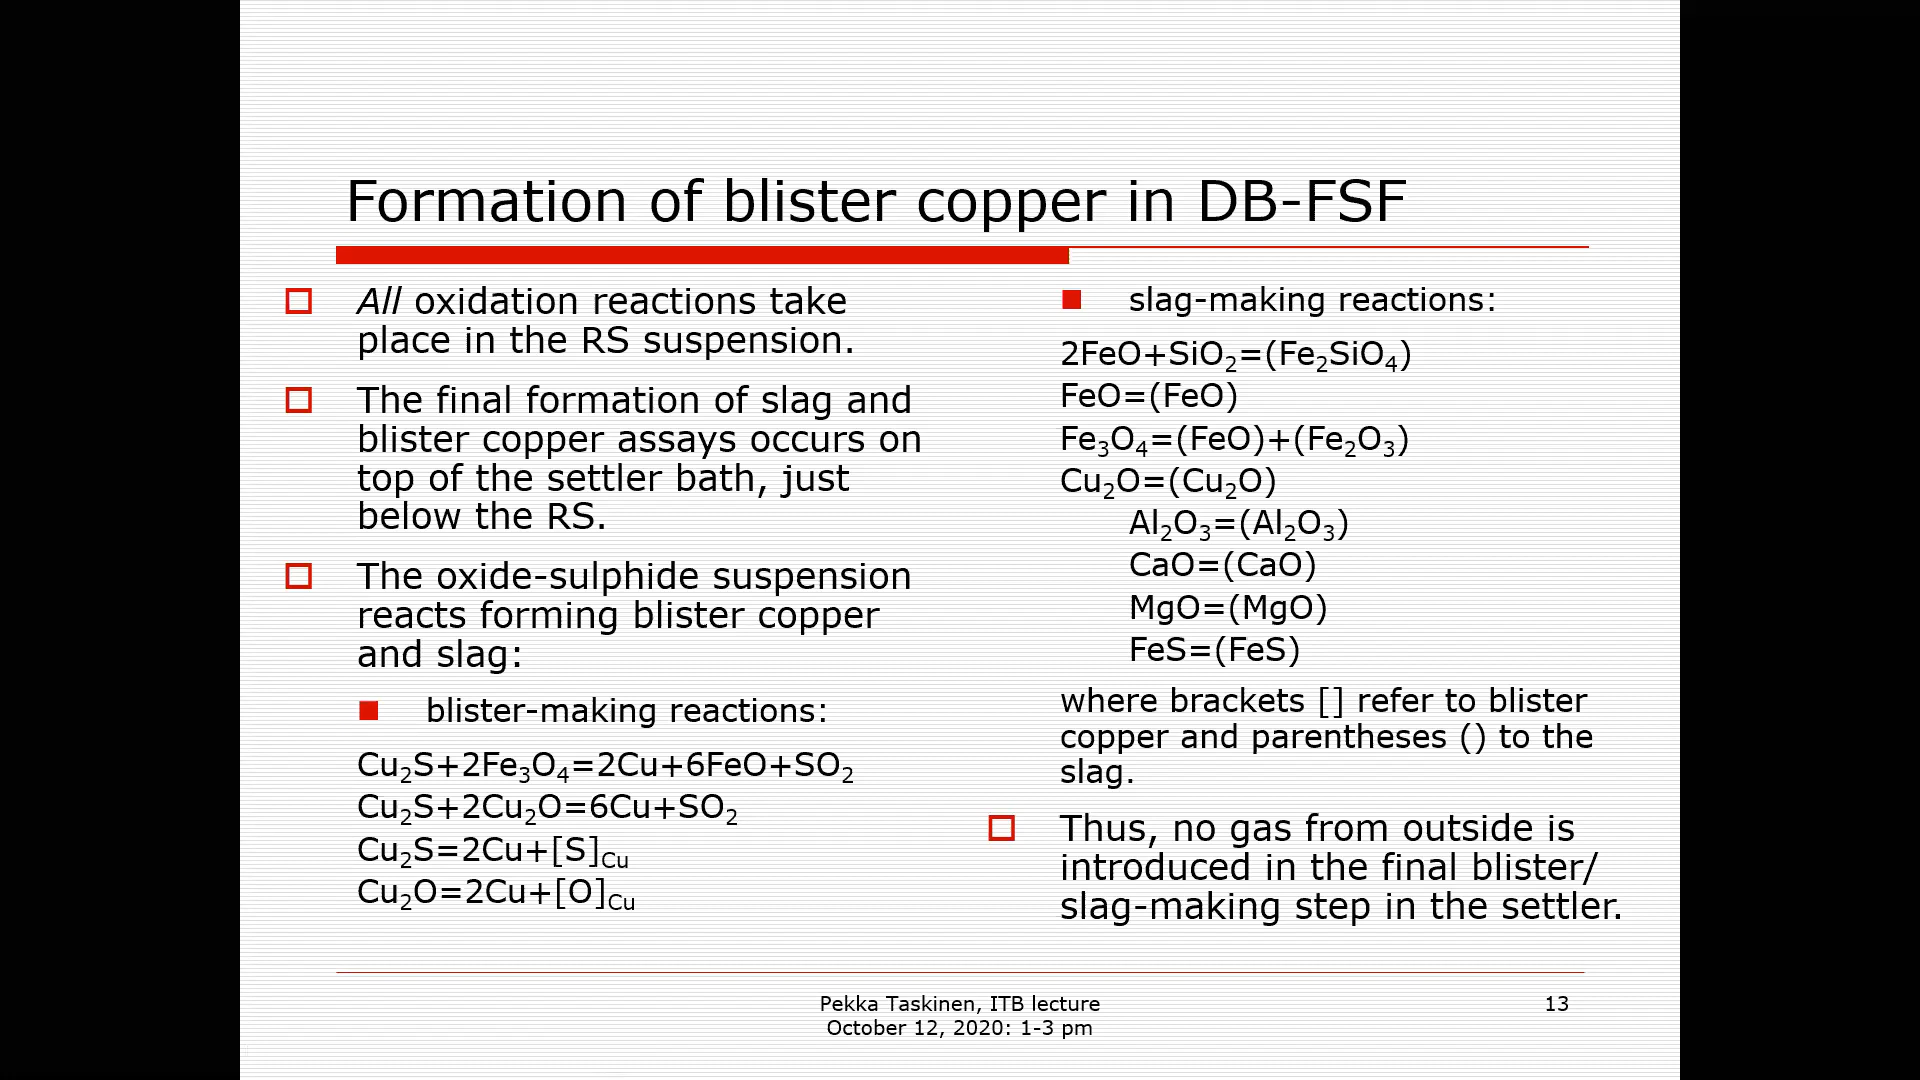 Formation of blister copper in DB-FSF
All oxidation reactions take
place in the RS suspension.
The final formation of slag and
blister copper assays occurs on
top of the settler bath, just
below the RS.
The oxide-sulphide suspension
reacts forming blister copper
and slag:
blister-making reactions:
Cu₂S+2Fe₃O₄=2Cu+6FeO+SO₂
Cu₂S+2Cu₂O=6Cu+SO₂
Cu₂S=2Cu+[S]Cu
Cu₂O=2Cu+[O]Cu
slag-making reactions:
2FeO+SiO₂=(Fe₂SiO₄)
FeO=(FeO)
Fe₃O₄=(FeO)+(Fe₂O₃)
Cu₂O=(Cu₂O)
Al₂O₃=(Al₂O₃)
CaO=(CaO)
MgO=(MgO)
FeS=(FeS)
where brackets [] refer to blister
copper and parentheses () to the
slag.
Thus, no gas from outside is
introduced in the final blister/
slag-making step in the settler.
Pekka Taskinen, ITB lecture
October 12, 2020: 1-3 pm
13